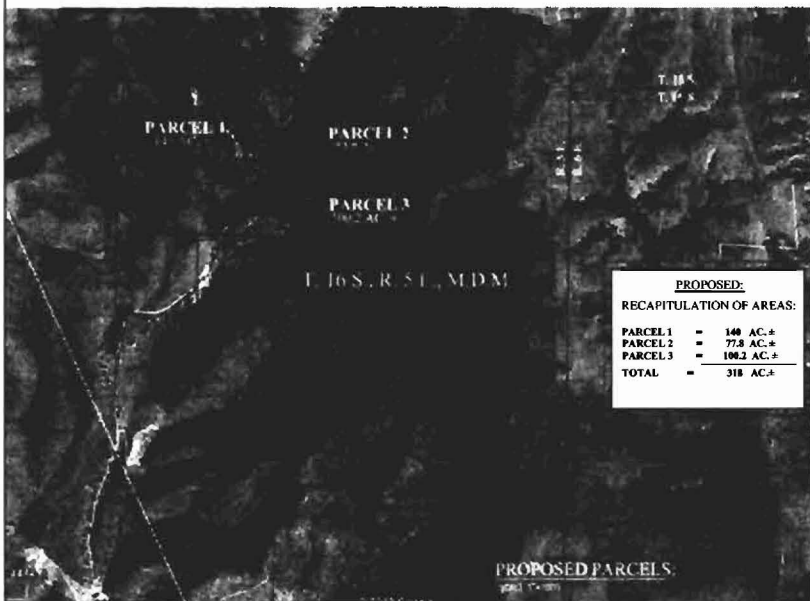 PARCEL 1
PARCEL 2
PARCEL 3
T. 16 S., R. 5 E., M.D.M
PROPOSED:
RECAPITULATION OF AREAS:
PARCEL 1 = 140 AC.±
PARCEL 2 = 77.8 AC.±
PARCEL 3 = 100.2 AC.±
TOTAL = 318 AC.±
PROPOSED PARCELS: